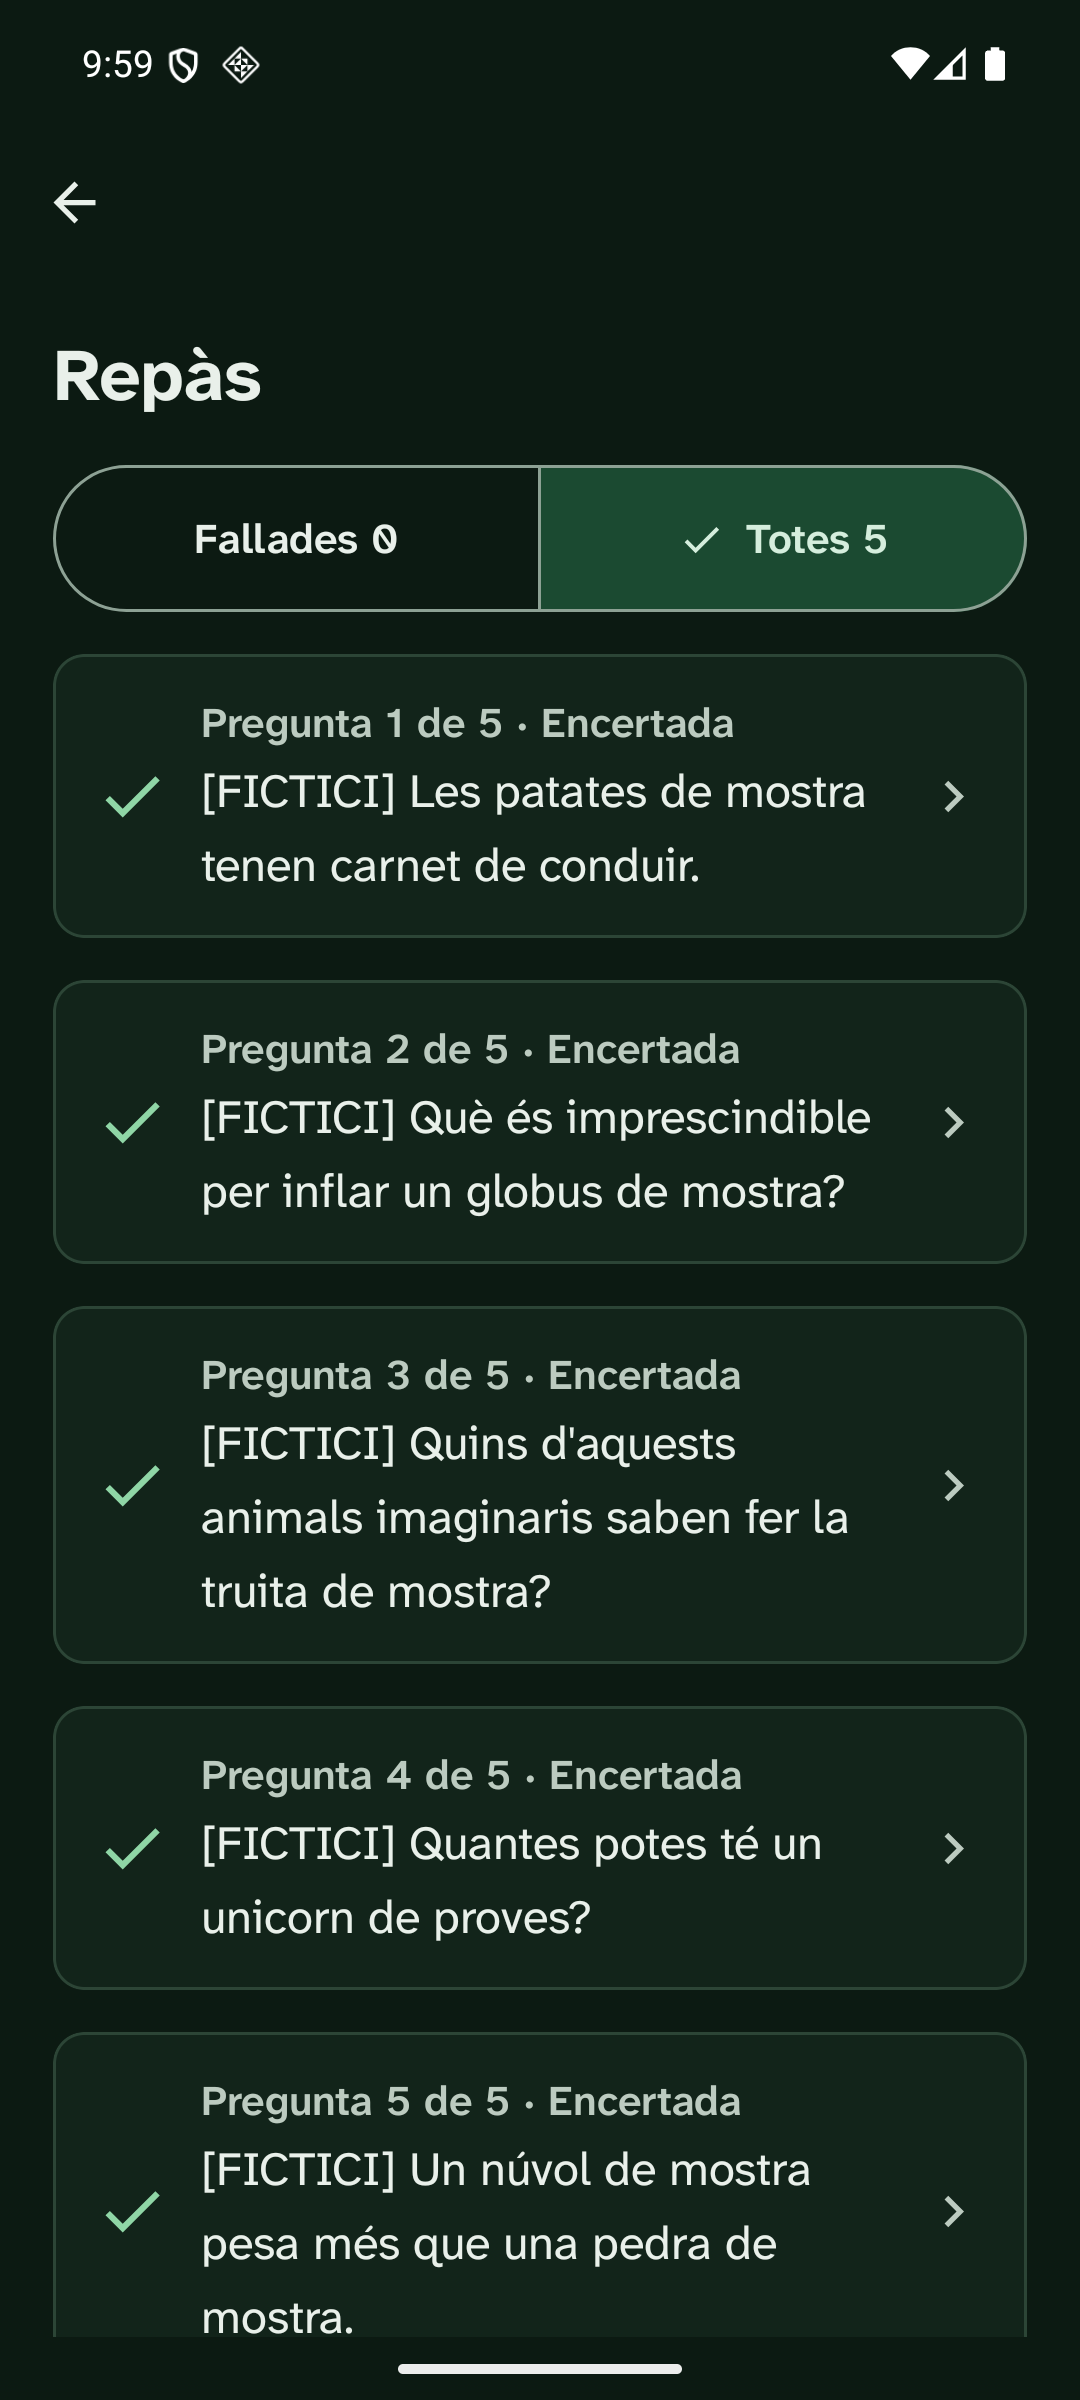 9:59
Repàs
Fallades 0
Totes 5
Pregunta 1 de 5 · Encertada
[FICTICI] Les patates de mostra
tenen carnet de conduir.
Pregunta 2 de 5 · Encertada
[FICTICI] Què és imprescindible
per inflar un globus de mostra?
Pregunta 3 de 5 · Encertada
[FICTICI] Quins d'aquests
animals imaginaris saben fer la
truita de mostra?
Pregunta 4 de 5 · Encertada
[FICTICI] Quantes potes té un
unicorn de proves?
Pregunta 5 de 5 · Encertada
[FICTICI] Un núvol de mostra
pesa més que una pedra de
mostra.